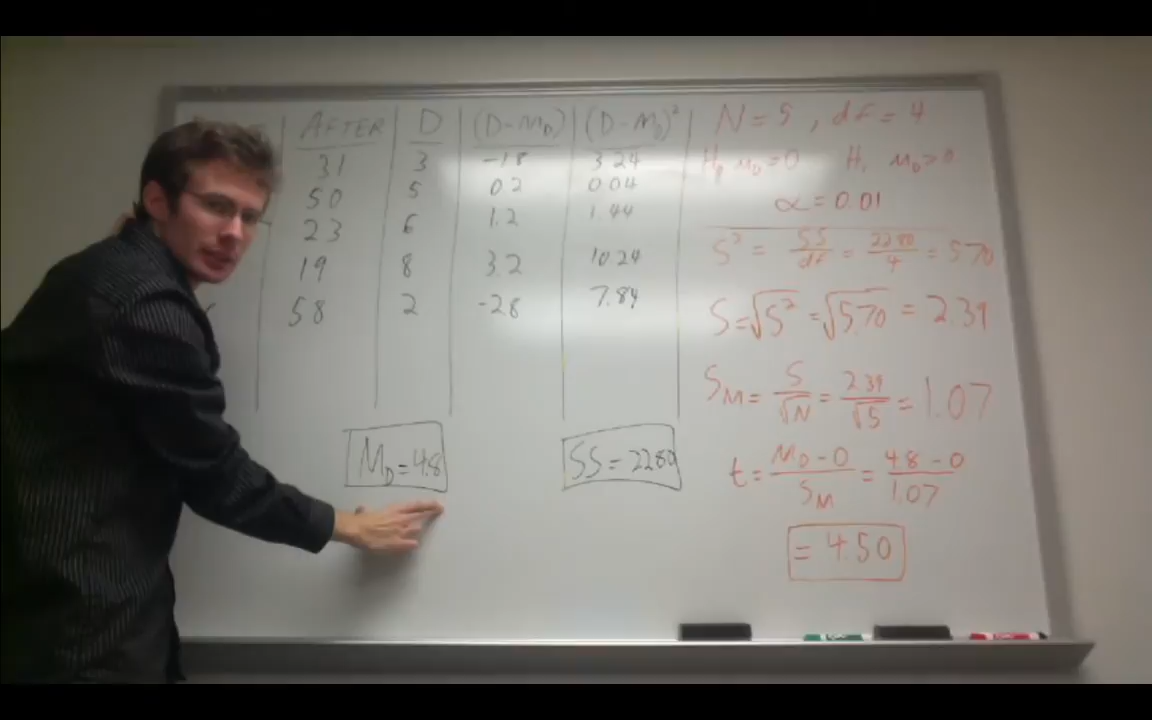 AFTER D (D-M_D) (D-M_D)²
31 3 -1.8 3.24
50 5 0.2 0.04
23 6 1.2 1.44
19 8 3.2 10.24
58 2 -2.8 7.84
M_D = 4.8
SS = 22.80
N = 5, df = 4
H₀ M_D = 0 H₁ M_D > 0
α = 0.01
S² = SS/df = 22.80/4 = 5.70
S = √S² = √5.70 = 2.39
S_M = S/√N = 2.39/√5 = 1.07
t = M_D - 0/S_M = 4.8 - 0/1.07
= 4.50